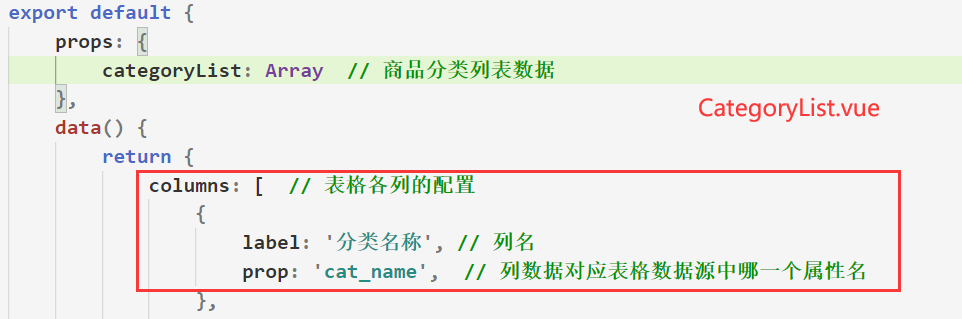 export default {
props: {
categoryList: Array // 商品分类列表数据
},
CategoryList.vue
data() {
return {
columns: [ // 表格各列的配置
{
label: '分类名称', // 列名
prop: 'cat_name', // 列数据对应表格数据源中哪一个属性名
},